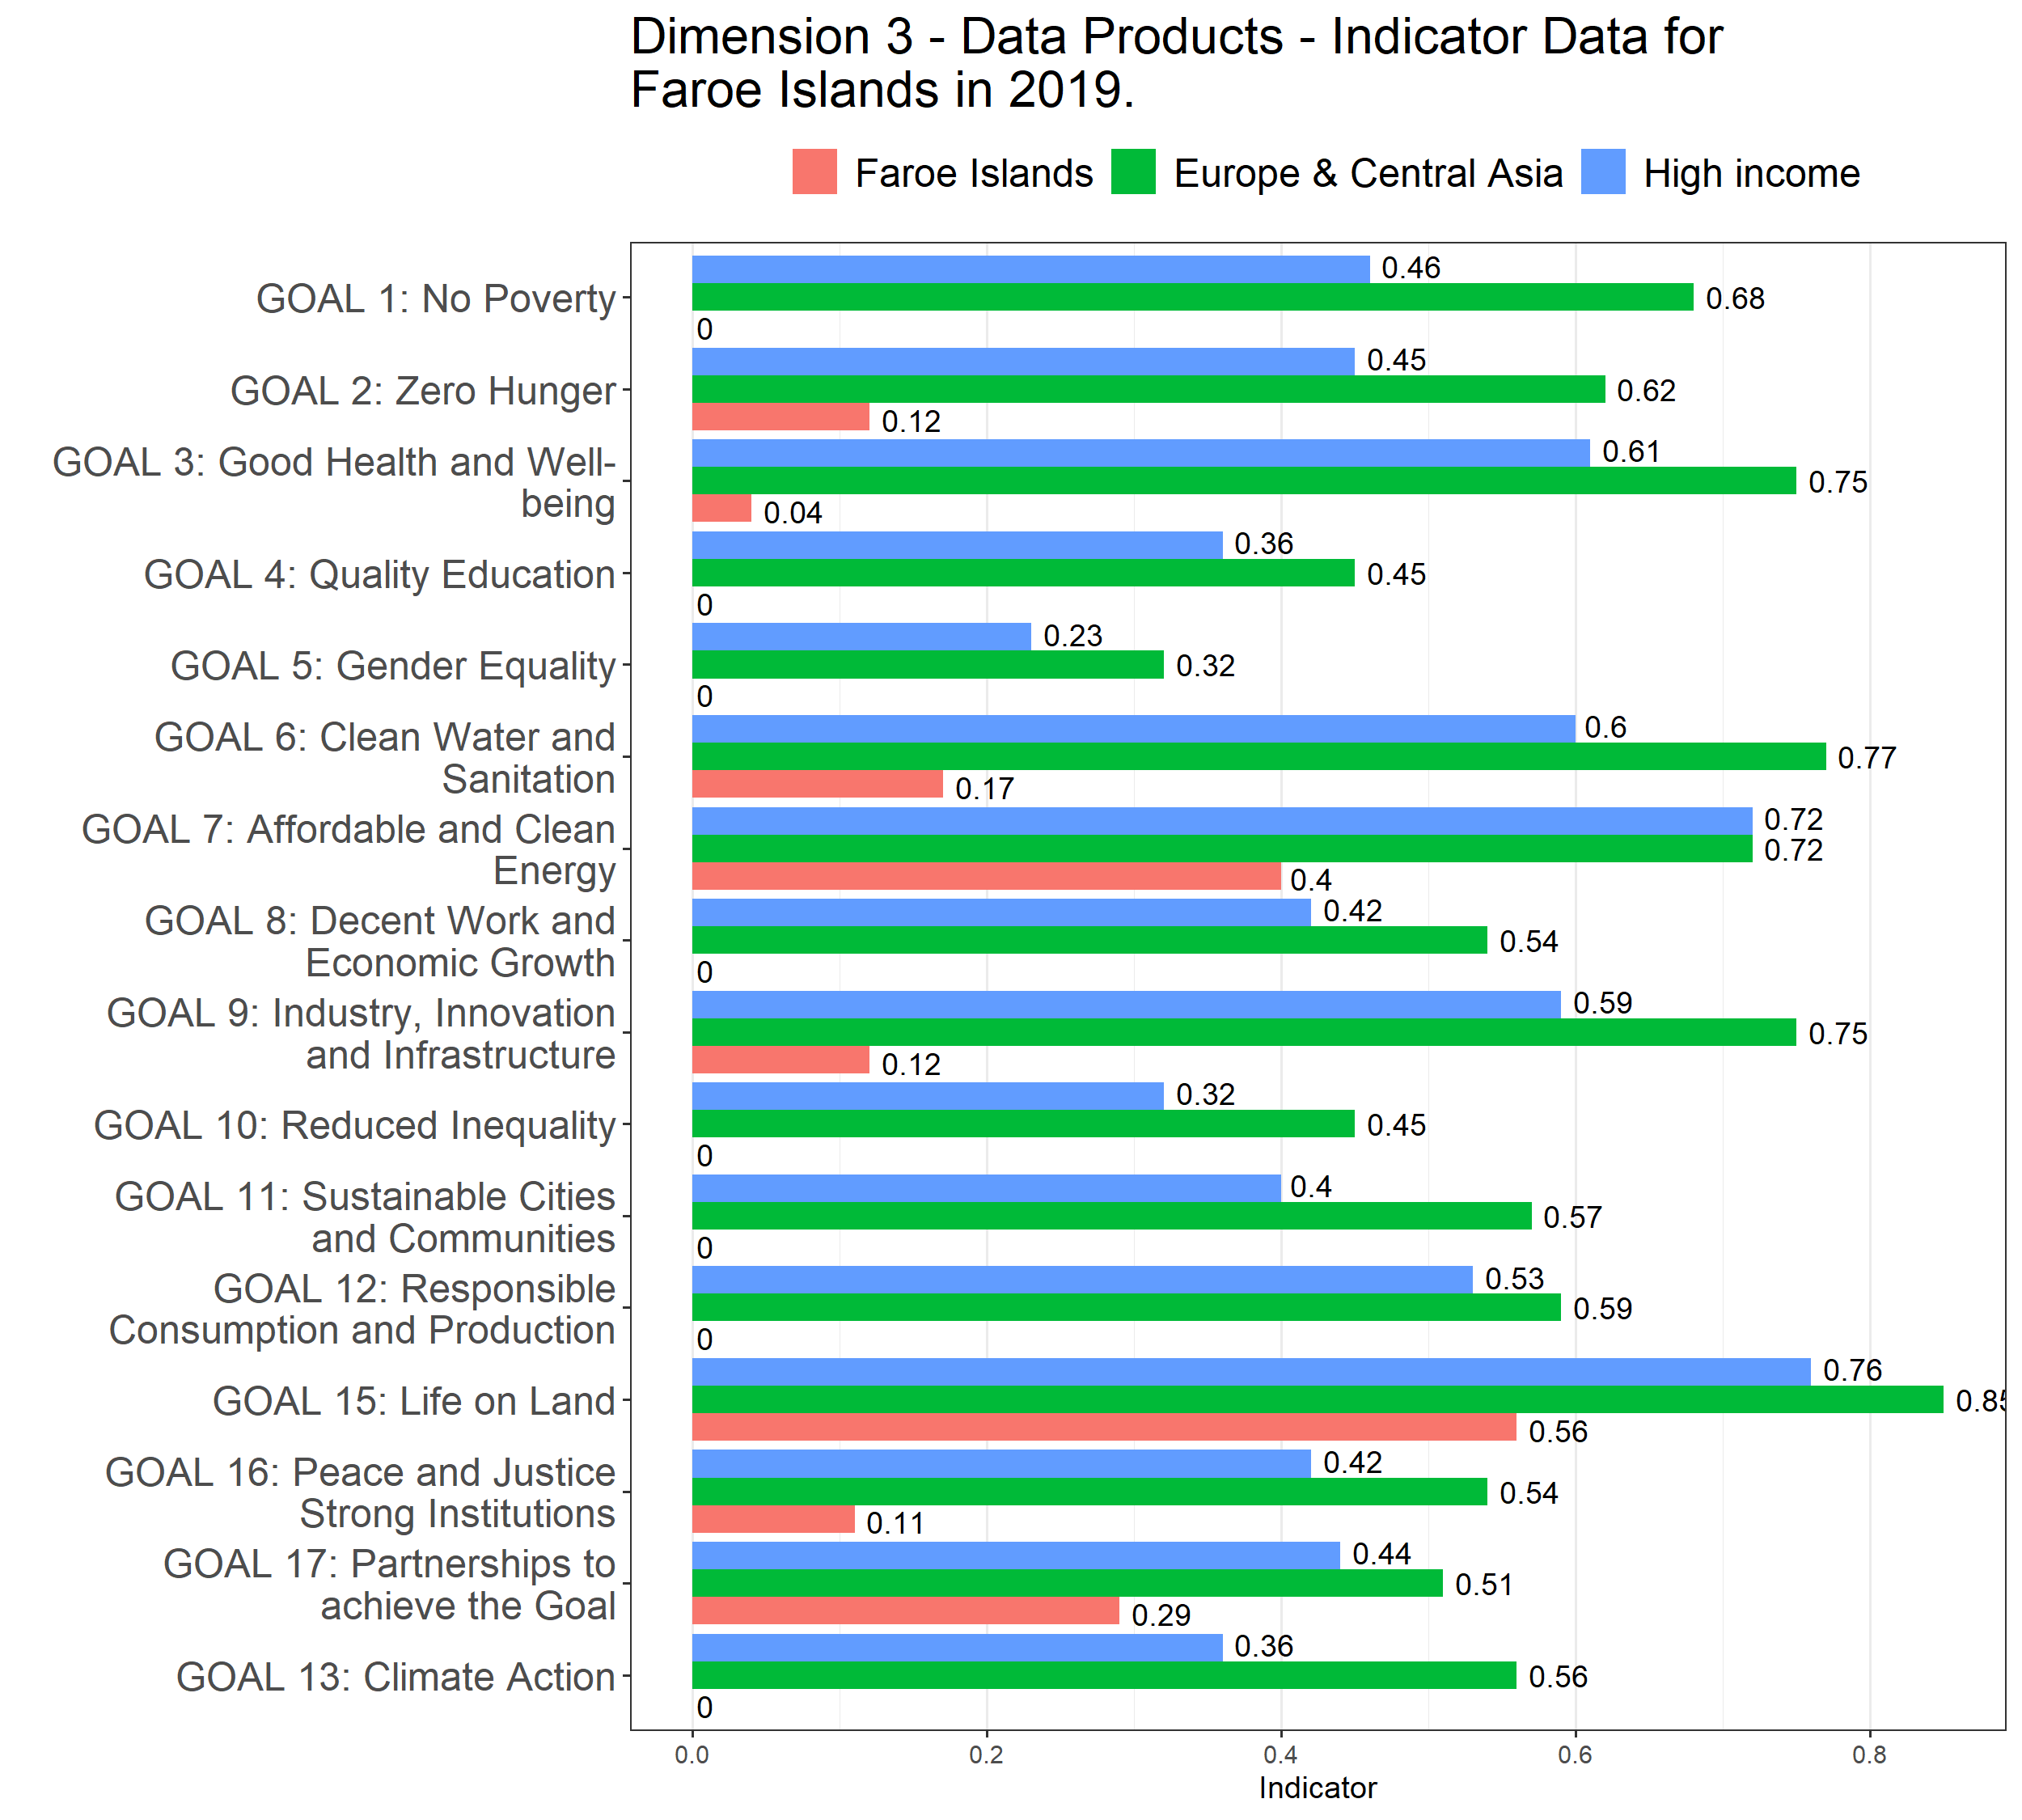 Dimension 3 - Data Products - Indicator Data for
Faroe Islands in 2019.
Faroe Islands Europe & Central Asia High income
0.46
GOAL 1: No Poverty 0.68
0
0.45
GOAL 2: Zero Hunger 0.62
0.12
GOAL 3: Good Health and Well-
being
0.61
0.75
0.04
0.36
GOAL 4: Quality Education 0.45
0
0.23
GOAL 5: Gender Equality 0.32
0
GOAL 6: Clean Water and
Sanitation
0.6
0.77
0.17
GOAL 7: Affordable and Clean
Energy
0.72
0.72
0.4
GOAL 8: Decent Work and
Economic Growth
0.42
0.54
0
GOAL 9: Industry, Innovation
and Infrastructure
0.59
0.75
0.12
0.32
GOAL 10: Reduced Inequality 0.45
0
GOAL 11: Sustainable Cities
and Communities
0.4
0.57
0
GOAL 12: Responsible
Consumption and Production
0.53
0.59
0
0.76
GOAL 15: Life on Land 0.85
0.56
GOAL 16: Peace and Justice
Strong Institutions
0.42
0.54
0.11
GOAL 17: Partnerships to
achieve the Goal
0.44
0.51
0.29
0.36
GOAL 13: Climate Action 0.56
0
0.0 0.2 0.4 0.6 0.8
Indicator